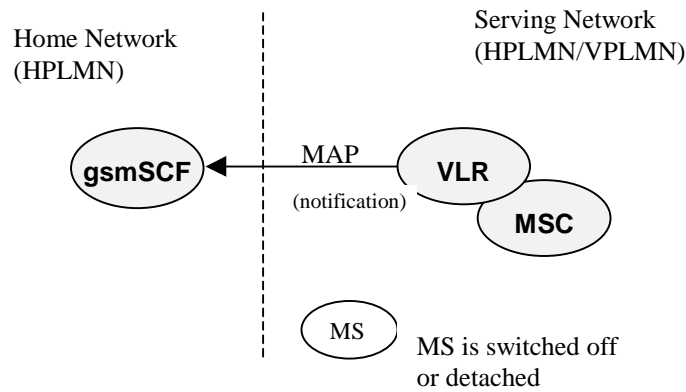 Home Network
(HPLMN)
Serving Network
(HPLMN/VPLMN)
gsmSCF
MAP
(notification)
VLR
MSC
MS
MS is switched off
or detached